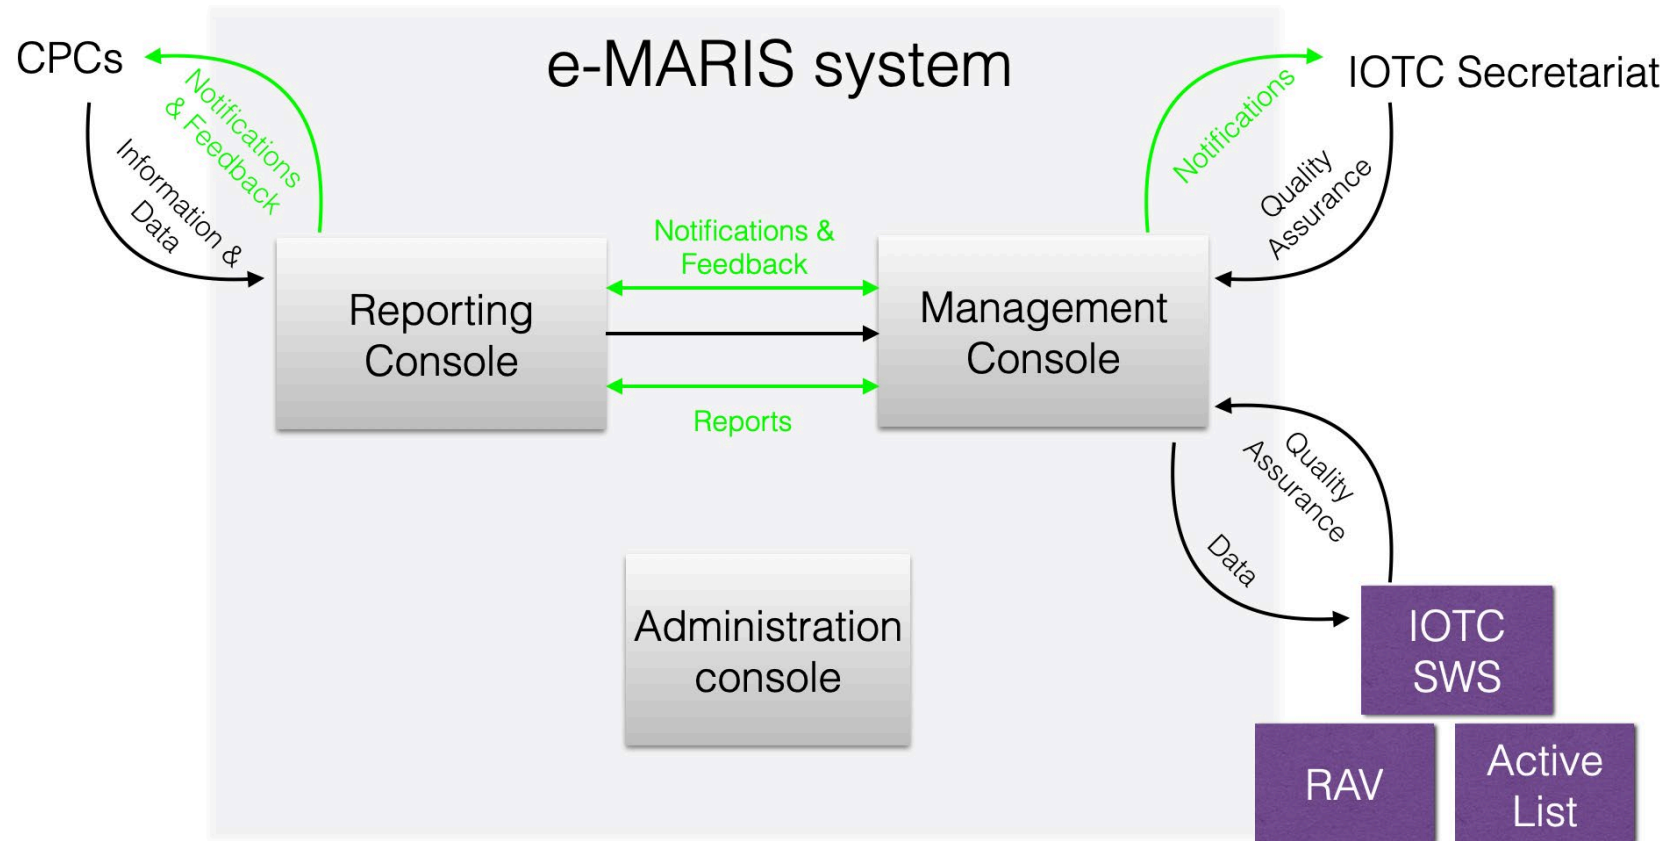 e-MARIS system
CPCs
Notifications
& Feedback
Information &
Data
Reporting
Console
Notifications &
Feedback
Reports
Management
Console
Notifications
IOTC Secretariat
Quality
Assurance
Quality
Assurance
Data
Administration
console
IOTC
SWS
RAV
Active
List